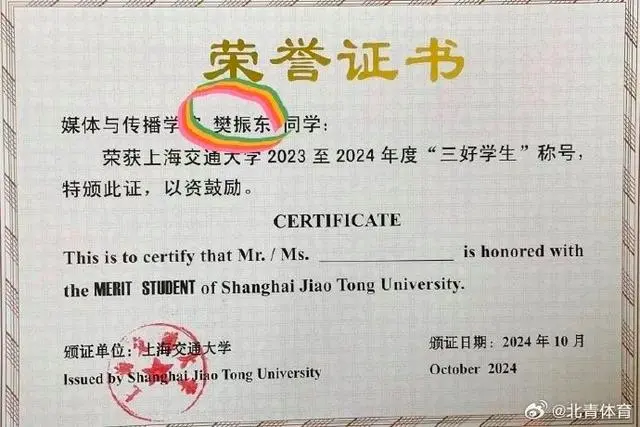 荣誉证书
媒体与传播学院 樊振东 同学:
荣获上海交通大学 2023 至 2024 年度“三好学生”称号,
特颁此证,以资鼓励。
CERTIFICATE
This is to certify that Mr. / Ms. ____________ is honored with
the MERIT STUDENT of Shanghai Jiao Tong University.
颁证单位:上海交通大学
Issued by Shanghai Jiao Tong University
颁证日期:2024 年 10 月
October 2024
@北青体育